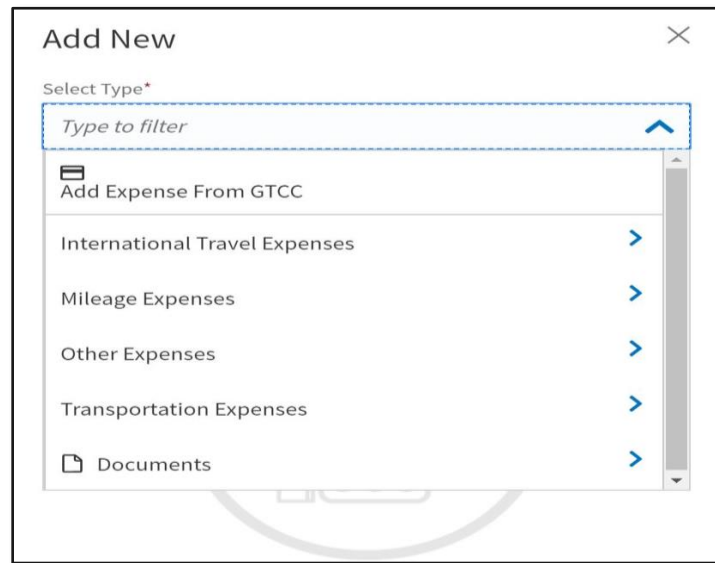 Add New
Select Type*
Type to filter
Add Expense From GTCC
International Travel Expenses
Mileage Expenses
Other Expenses
Transportation Expenses
Documents